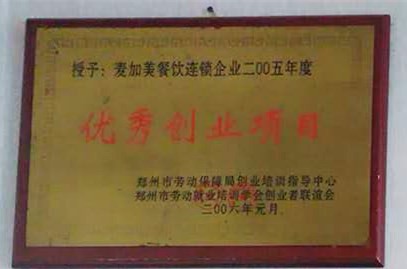 授予：麦加美餐饮连锁企业二00五年度
优秀创业项目
郑州市劳动保障局创业培训指导中心
郑州市劳动就业培训学会创业者联谊会
二00六年元月